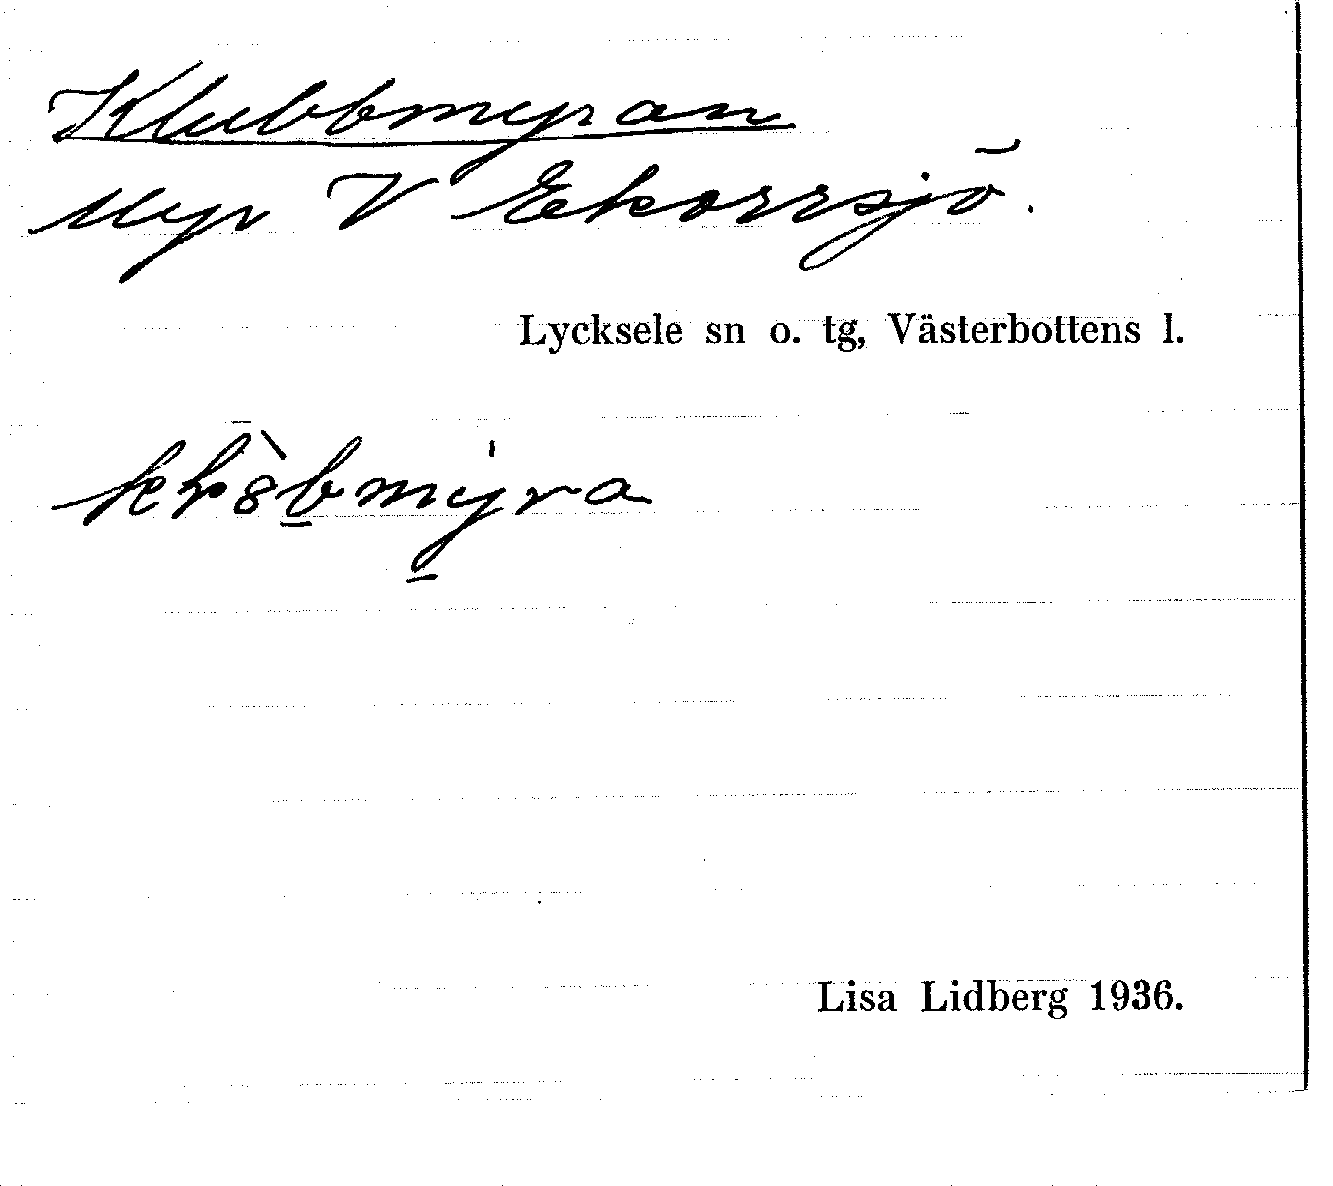 Klubbmyran
Myr V Ekorrsjö.
Lycksele sn o. tg, Västerbottens l.
Lisa Lidberg 1936.